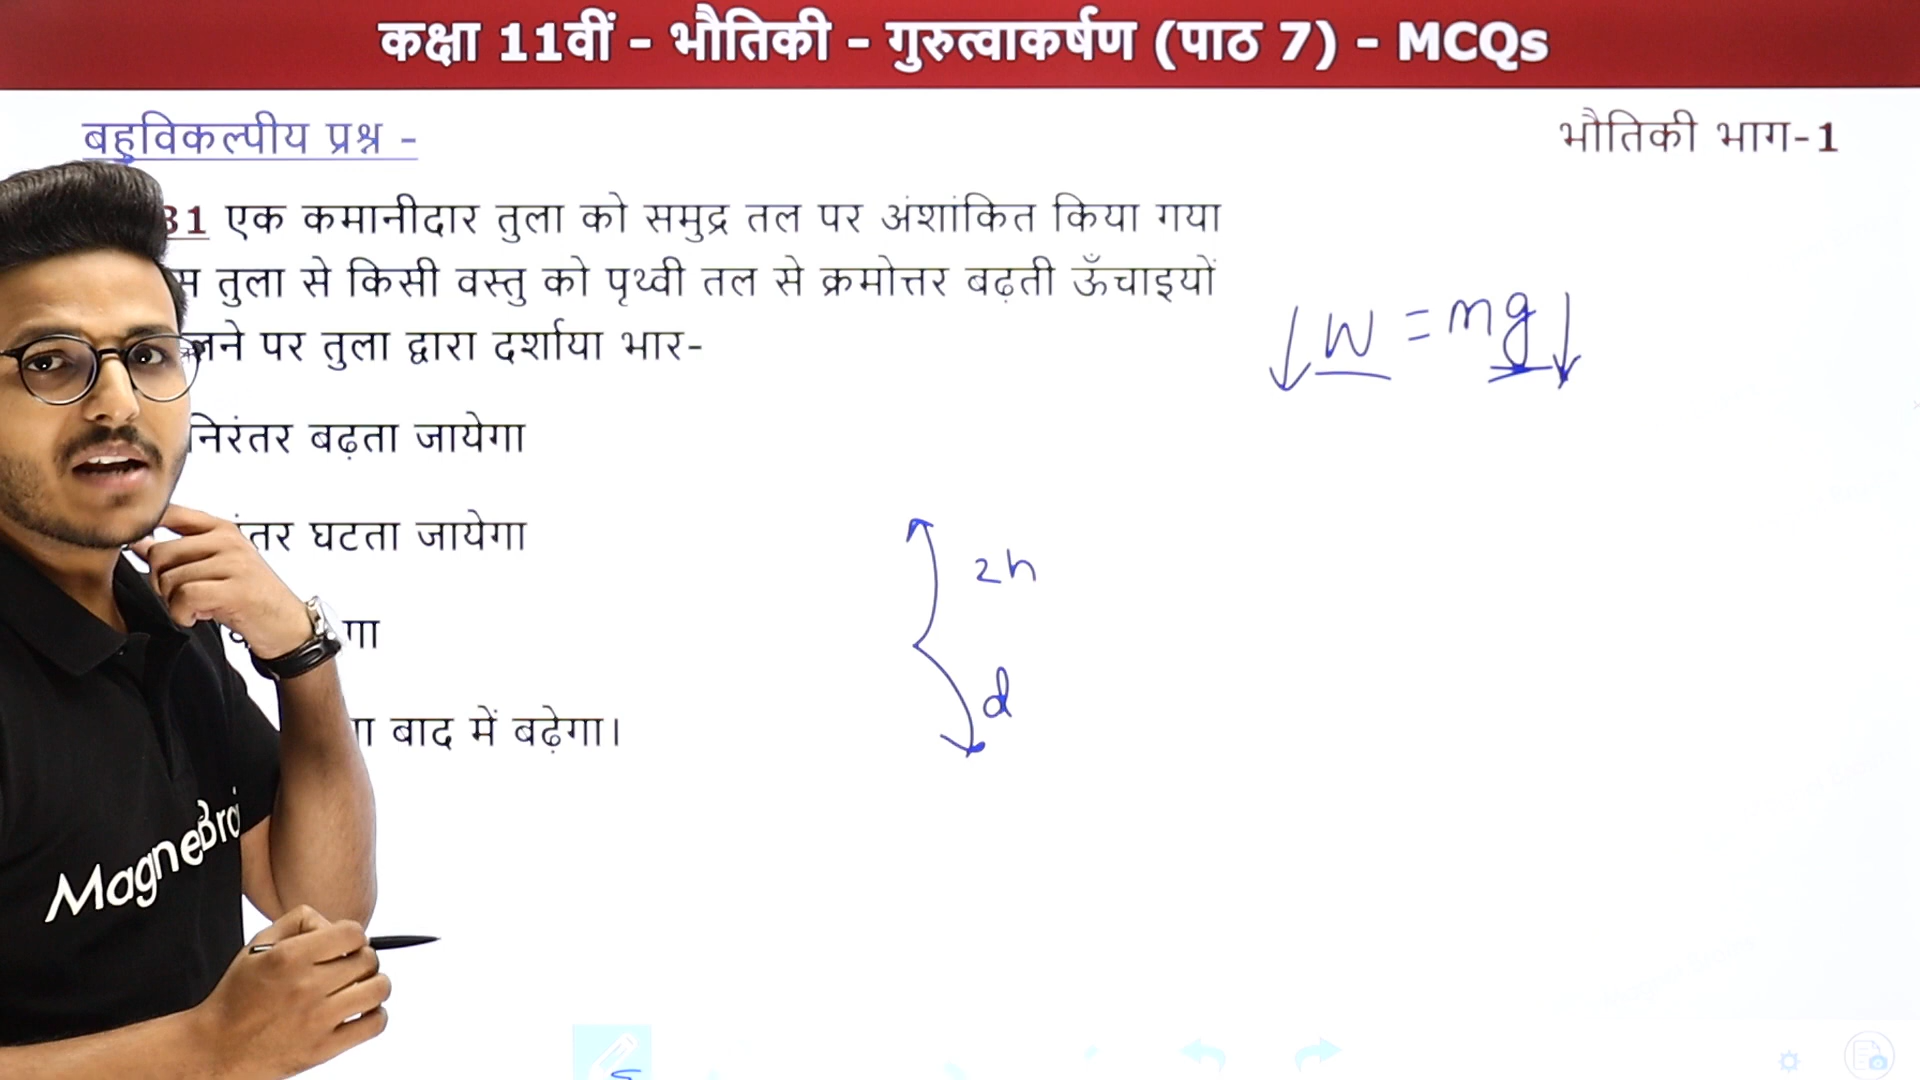 कक्षा 11वीं - भौतिकी - गुरुत्वाकर्षण (पाठ 7) - MCQs
बहुविकल्पीय प्रश्न -
भौतिकी भाग-1
31 एक कमानीदार तुला को समुद्र तल पर अंशांकित किया गया
तुला से किसी वस्तु को पृथ्वी तल से क्रमोत्तर बढ़ती ऊँचाइयों
पर तुला द्वारा दर्शाया भार-
↓W = mg↓
निरंतर बढ़ता जायेगा
घटता जायेगा
2h
d
बाद में बढ़ेगा।
MagneBra